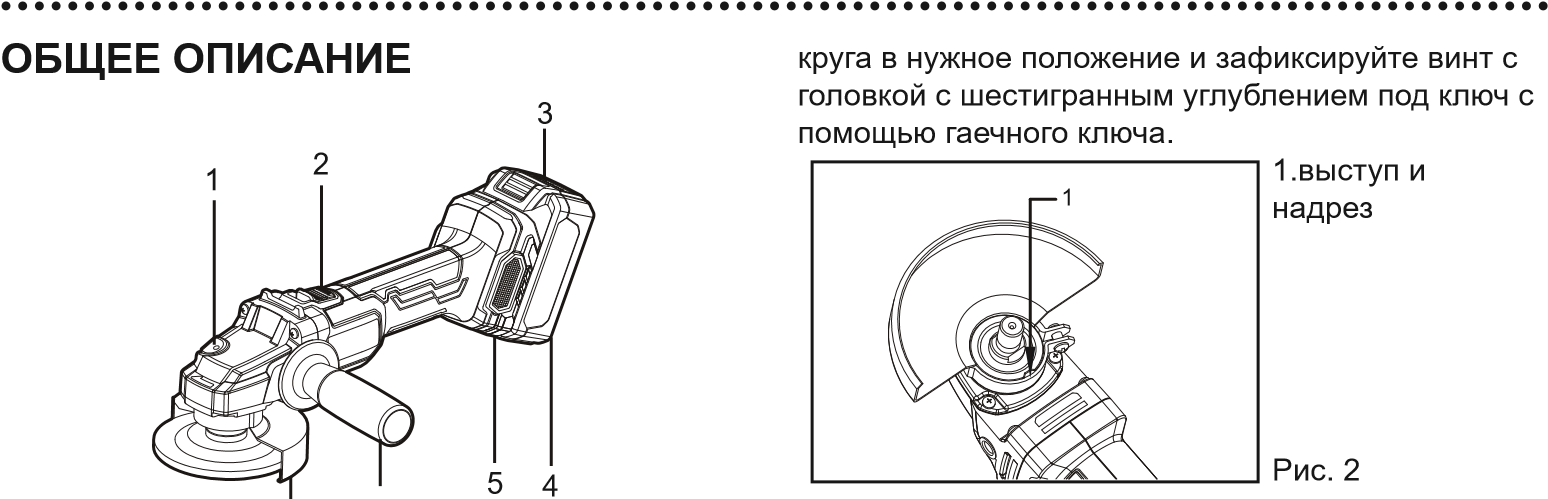 ОБЩЕЕ ОПИСАНИЕ
3
2
1
5
4
круга в нужное положение и зафиксируйте винт с
головкой с шестигранным углублением под ключ с
помощью гаечного ключа.
1
1.выступ и
надрез
Рис. 2